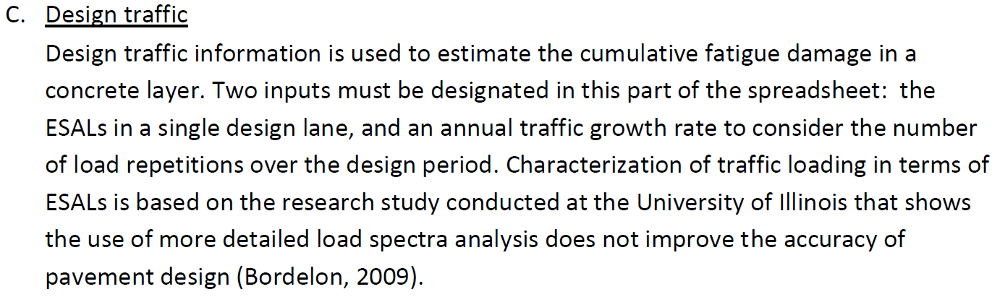 C. Design traffic
Design traffic information is used to estimate the cumulative fatigue damage in a
concrete layer. Two inputs must be designated in this part of the spreadsheet:  the
ESALs in a single design lane, and an annual traffic growth rate to consider the number
of load repetitions over the design period. Characterization of traffic loading in terms of
ESALs is based on the research study conducted at the University of Illinois that shows
the use of more detailed load spectra analysis does not improve the accuracy of
pavement design (Bordelon, 2009).